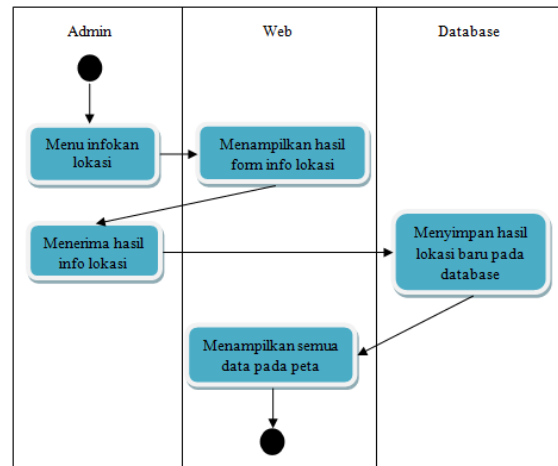 Admin
Web
Database
Menu infokan
lokasi
Menampilkan hasil
form info lokasi
Menerima hasil
info lokasi
Menyimpan hasil
lokasi baru pada
database
Menampilkan semua
data pada peta